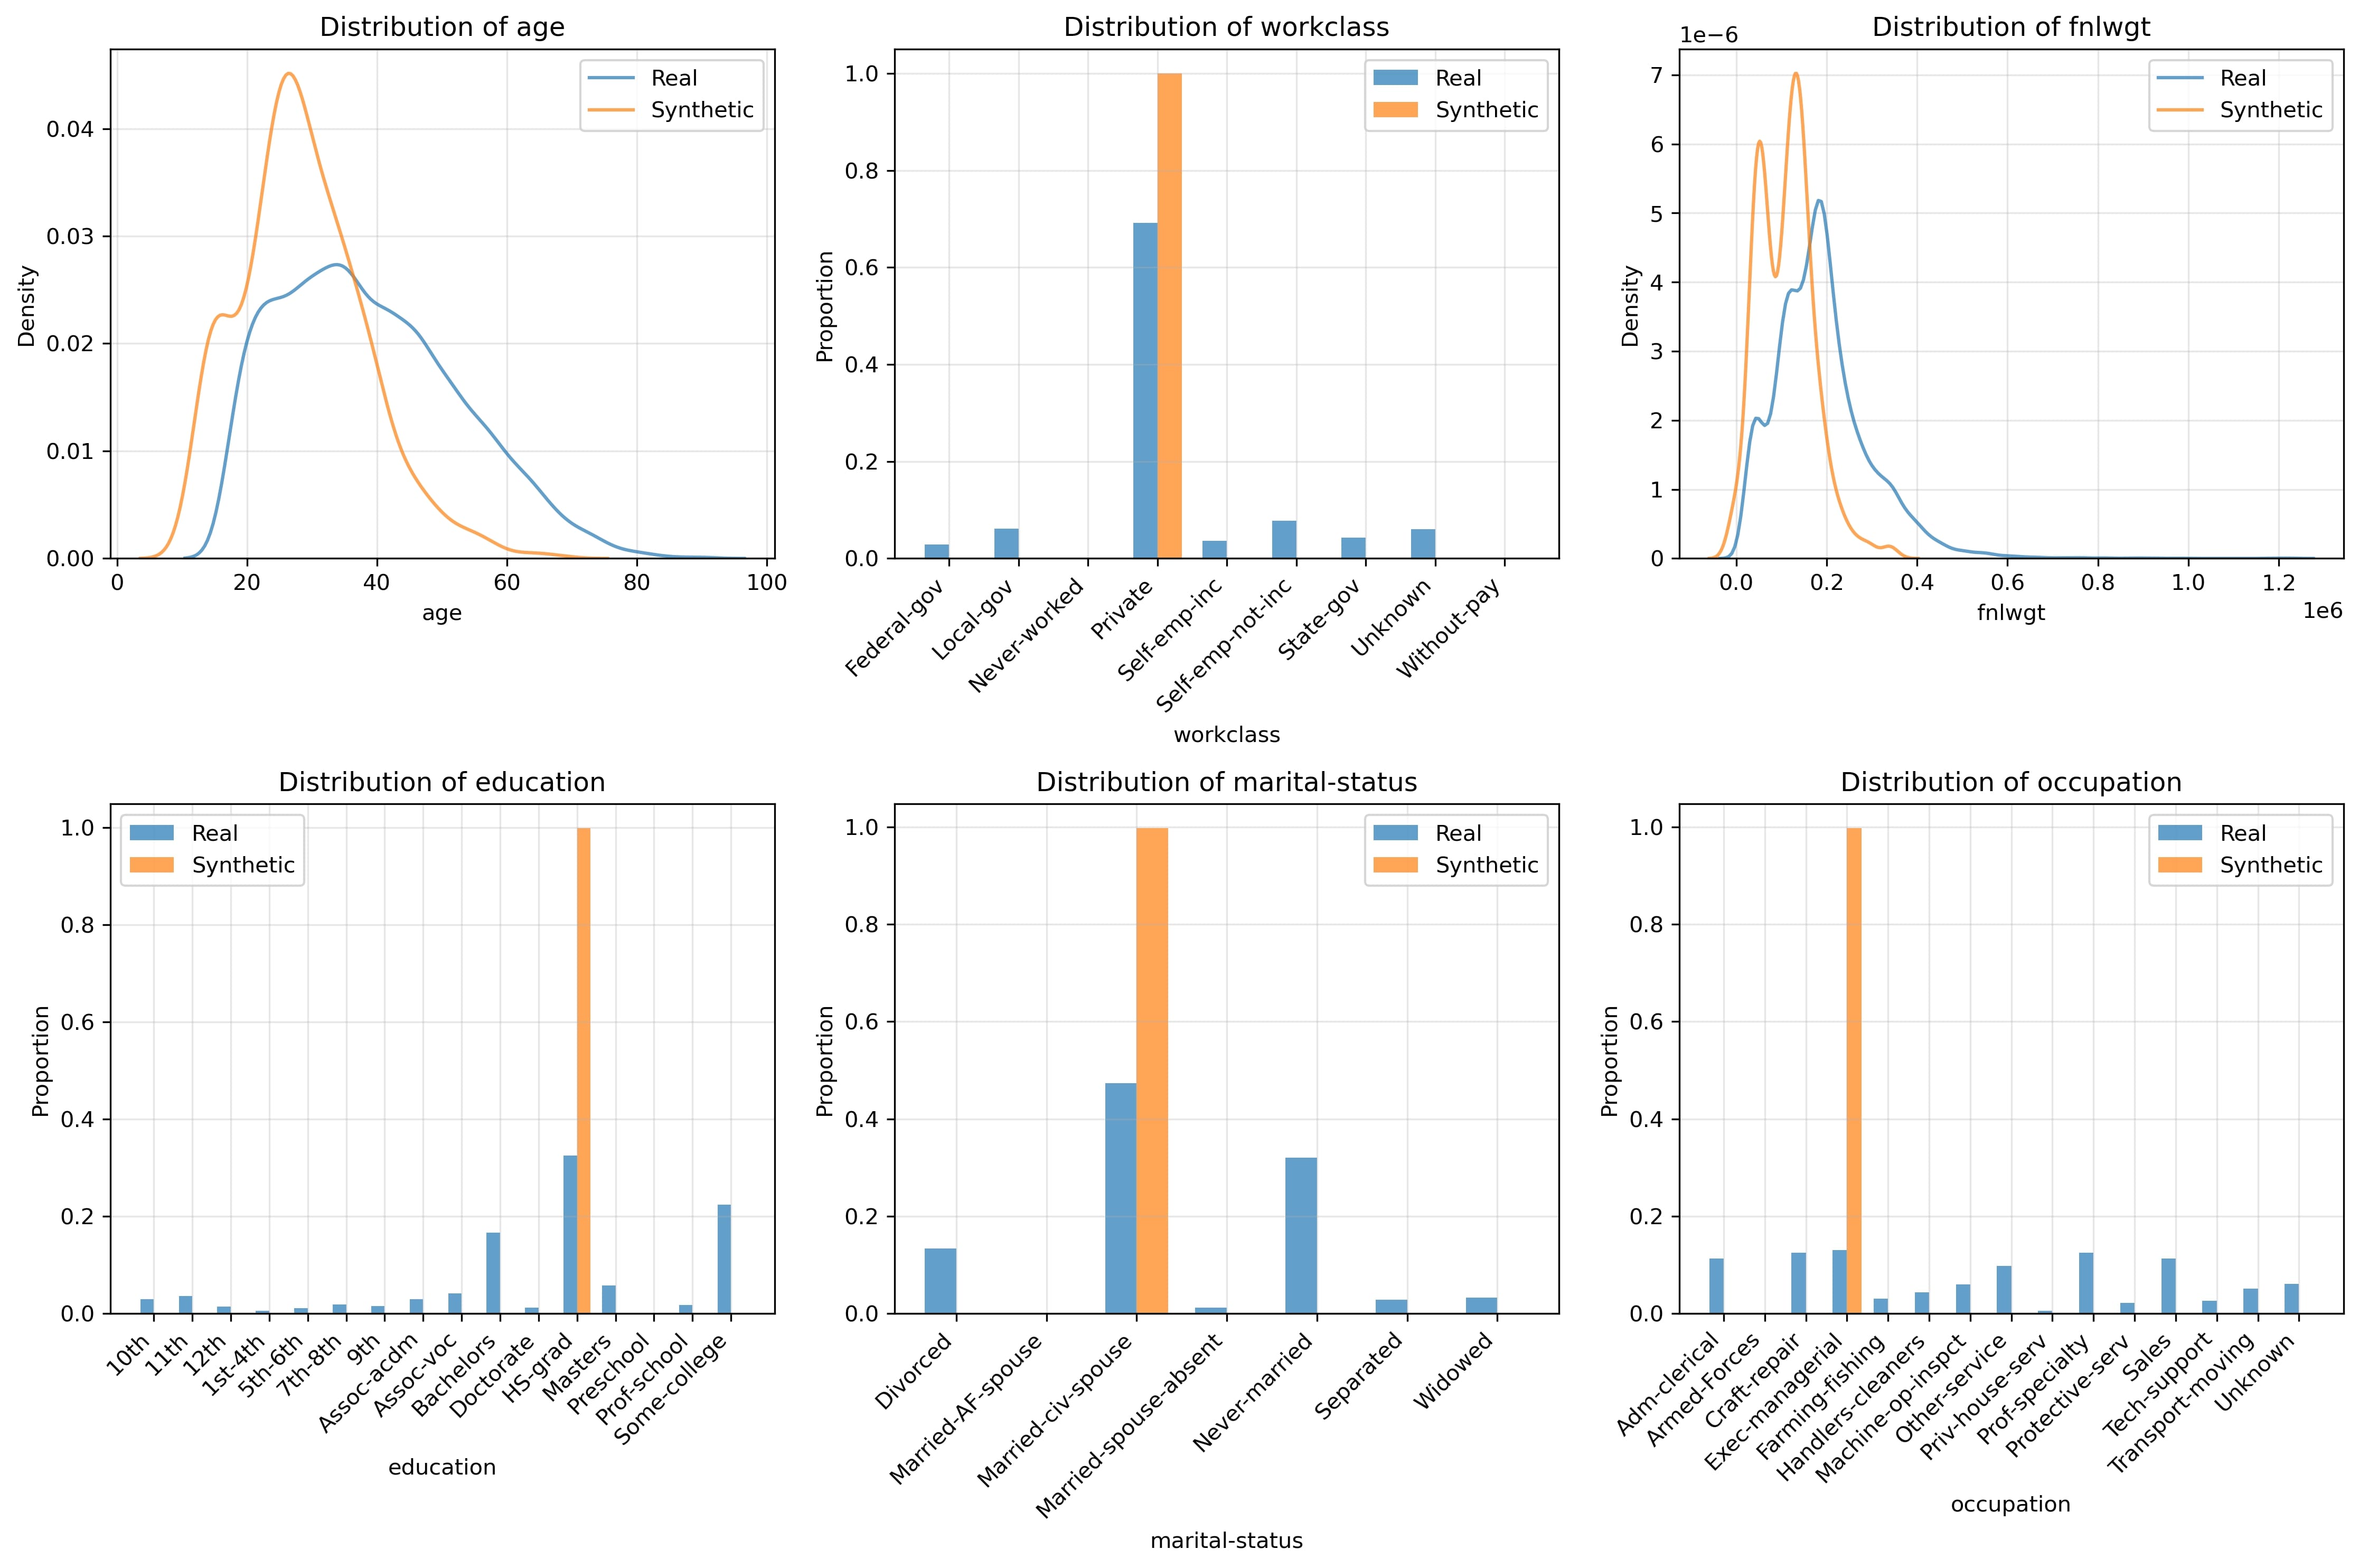 Distribution of age
Real
Synthetic
0.04
0.03
0.02
0.01
0.00
Density
0 20 40 60 80 100
age
Distribution of workclass
Real
Synthetic
1.0
0.8
0.6
0.4
0.2
0.0
Proportion
Federal-gov
Local-gov
Never-worked
Private
Self-emp-inc
Self-emp-not-inc
State-gov
Unknown
Without-pay
workclass
Distribution of fnlwgt
1e−6
Real
Synthetic
7
6
5
4
3
2
1
0
Density
0.0 0.2 0.4 0.6 0.8 1.0 1.2
1e6
fnlwgt
Distribution of education
Real
Synthetic
1.0
0.8
0.6
0.4
0.2
0.0
Proportion
10th
11th
12th
1st-4th
5th-6th
7th-8th
9th
Assoc-acdm
Assoc-voc
Bachelors
Doctorate
HS-grad
Masters
Preschool
Prof-school
Some-college
education
Distribution of marital-status
Real
Synthetic
1.0
0.8
0.6
0.4
0.2
0.0
Proportion
Divorced
Married-AF-spouse
Married-civ-spouse
Married-spouse-absent
Never-married
Separated
Widowed
marital-status
Distribution of occupation
Real
Synthetic
1.0
0.8
0.6
0.4
0.2
0.0
Proportion
Adm-clerical
Armed-Forces
Craft-repair
Exec-managerial
Farming-fishing
Handlers-cleaners
Machine-op-inspct
Other-service
Priv-house-serv
Prof-specialty
Protective-serv
Sales
Tech-support
Transport-moving
Unknown
occupation